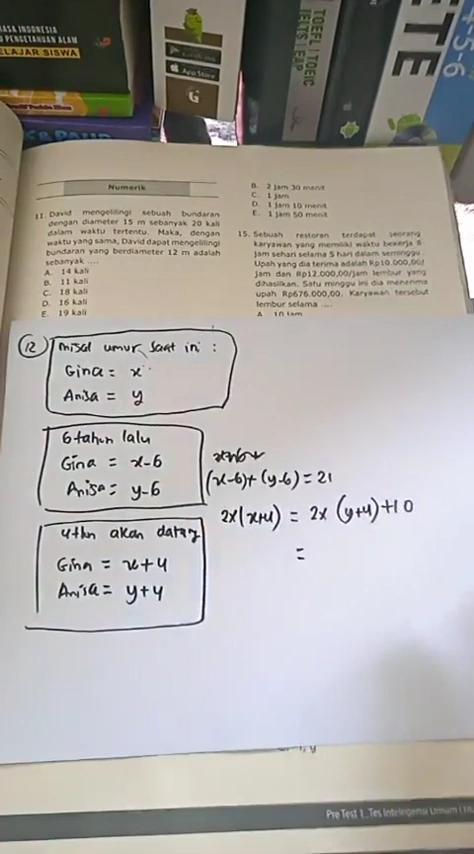 ASA INDONESIA
PENGETAHUAN ALAM
ELAJAR SISWA
App Store
G
TOEFL | TOEIC
IELTS | EAP
ETE
S-6
Numerik
11. David mengelilingi sebuah bundaran
dengan diameter 15 m sebanyak 20 kali
dalam waktu tertentu. Maka, dengan
waktu yang sama, David dapat mengelilingi
bundaran yang berdiameter 12 m adalah
sebanyak ....
A. 14 kali
B. 11 kali
C. 18 kali
D. 16 kali
E. 19 kali
B. 2 jam 30 menit
C. 1 jam
D. 1 jam 10 menit
E. 1 jam 50 menit
15. Sebuah restoran terdapat seorang
karyawan yang memiliki waktu bekerja 8
jam sehari selama 5 hari dalam seminggu.
Upah yang dia terima adalah Rp10.000,00/
jam dan Rp12.000,00/jam lembur yang
dihasilkan. Satu minggu ini dia menerima
upah Rp676.000,00. Karyawan tersebut
lembur selama ....
A. 10 jam
12 misal umur saat ini :
Gina = x
Anisa = y
6 tahun lalu
Gina = x-6
Anisa = y-6
(x-6)+(y-6)=21
2x(x+4) = 2x (y+4)+10
=
4 thn akan datang
Gina = x+4
Anisa = y+4
Pre Test 1. Tes Intelegensi Umum